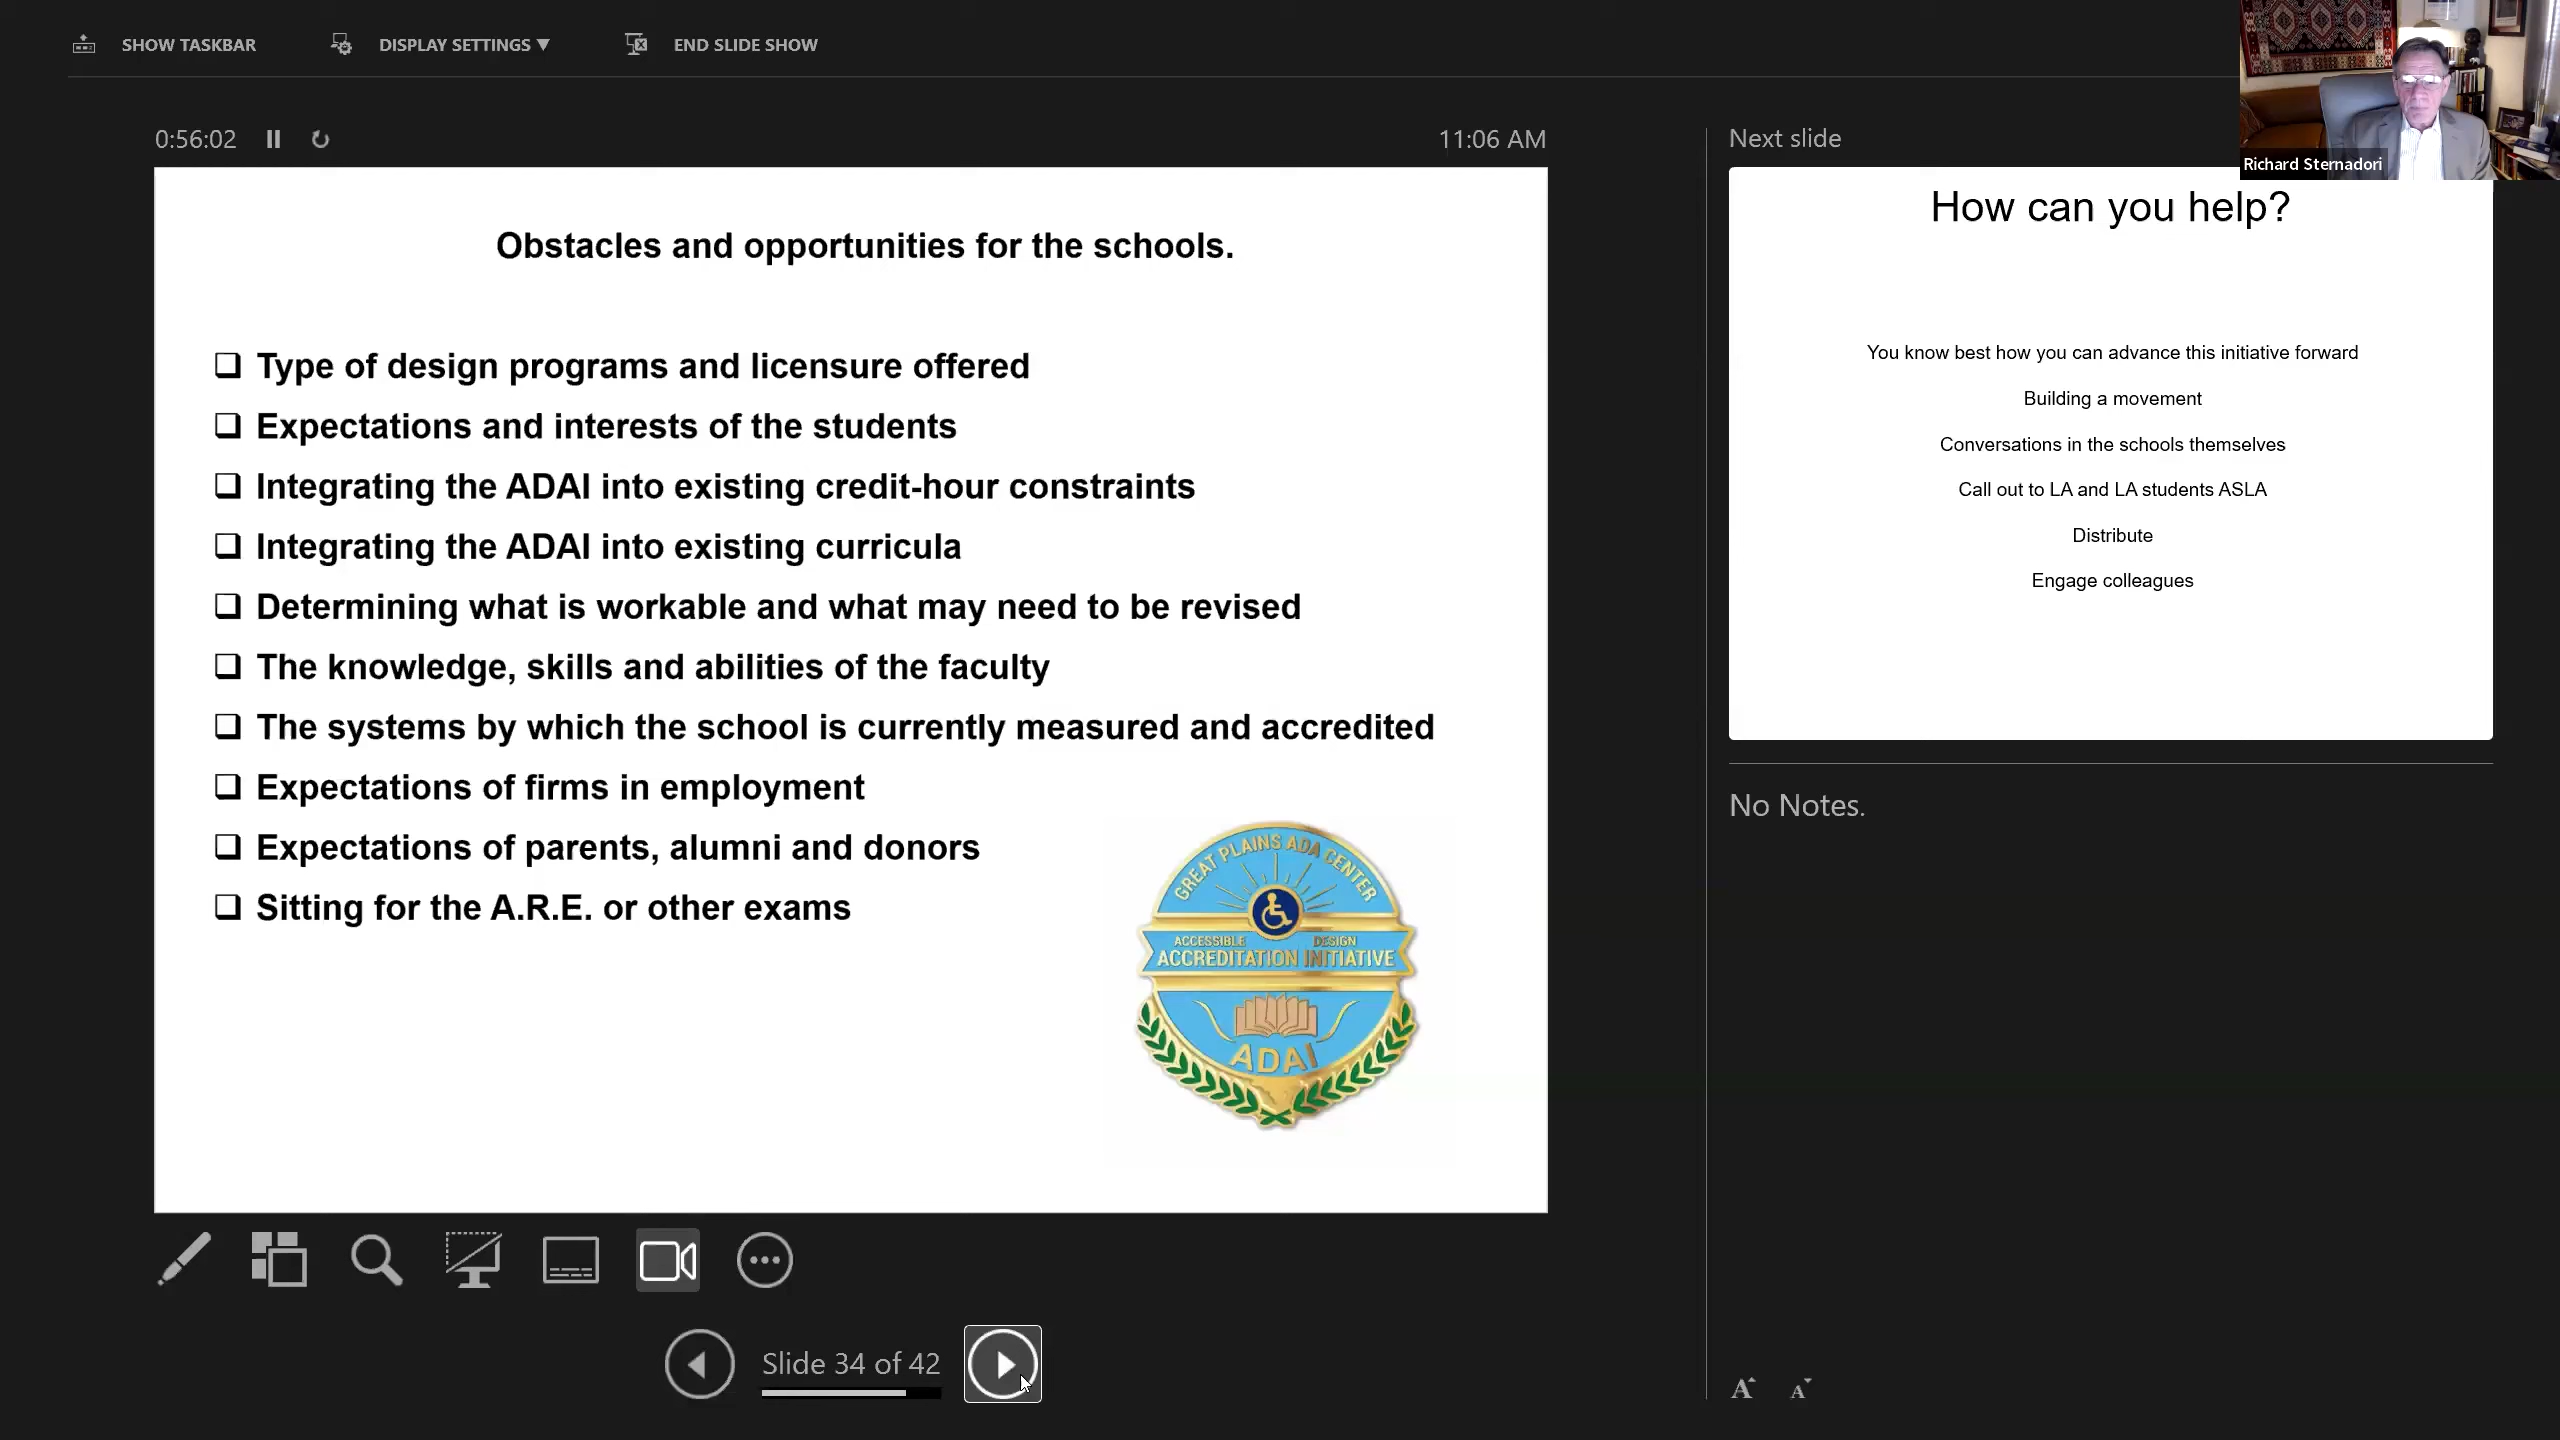 SHOW TASKBAR
DISPLAY SETTINGS ▼
END SLIDE SHOW
0:56:02
11:06 AM
Obstacles and opportunities for the schools.
❑ Type of design programs and licensure offered
❑ Expectations and interests of the students
❑ Integrating the ADAI into existing credit-hour constraints
❑ Integrating the ADAI into existing curricula
❑ Determining what is workable and what may need to be revised
❑ The knowledge, skills and abilities of the faculty
❑ The systems by which the school is currently measured and accredited
❑ Expectations of firms in employment
❑ Expectations of parents, alumni and donors
❑ Sitting for the A.R.E. or other exams
GREAT PLAINS ADA CENTER
ACCESSIBLE DESIGN
ACCREDITATION INITIATIVE
ADAI
Slide 34 of 42
Next slide
Richard Sternadori
How can you help?
You know best how you can advance this initiative forward
Building a movement
Conversations in the schools themselves
Call out to LA and LA students ASLA
Distribute
Engage colleagues
No Notes.
A A